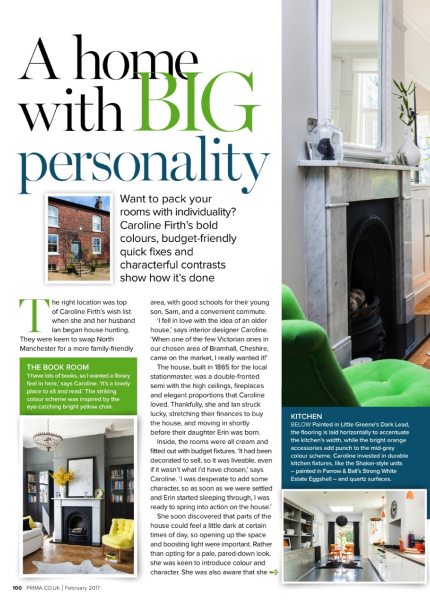 A home
with BIG
personality
Want to pack your
rooms with individuality?
Caroline Firth's bold
colours, budget-friendly
quick fixes and
characterful contrasts
show how it's done
The right location was top
of Caroline Firth's wish list
when she and her husband
Ian began house hunting.
They were keen to swap North
Manchester for a more family-friendly
area, with good schools for their young
son, Sam, and a convenient commute.
'I fell in love with the idea of an older
house,' says interior designer Caroline.
'When one of the few Victorian ones in
our chosen area of Bramhall, Cheshire,
came on the market, I really wanted it!'
The house, built in 1865 for the local
stationmaster, was a double-fronted
semi with the high ceilings, fireplaces
and elegant proportions that Caroline
loved. Thankfully, she and Ian struck
lucky, stretching their finances to buy
the house, and moving in shortly
before their daughter Erin was born.
Inside, the rooms were all cream and
fitted out with budget fixtures. 'It had been
decorated to sell, so it was liveable, even
if it wasn't what I'd have chosen,' says
Caroline. 'I was desperate to add some
character, so as soon as we were settled
and Erin started sleeping through, I was
ready to spring into action on the house.'
She soon discovered that parts of the
house could feel a little dark at certain
times of day, so opening up the space
and boosting light were important. Rather
than opting for a pale, pared-down look,
she was keen to introduce colour and
character. She was also aware that she
THE BOOK ROOM
'I have lots of books, so I wanted a library
feel in here,' says Caroline. 'It's a lovely
place to sit and read.' The striking
colour scheme was inspired by the
eye-catching bright yellow chair.
KITCHEN
BELOW Painted in Little Greene's Dark Lead,
the flooring is laid horizontally to accentuate
the kitchen's width, while the bright orange
accessories add punch to the mid-grey
colour scheme. Caroline invested in durable
kitchen fixtures, like the Shaker-style units
– painted in Farrow & Ball's Strong White
Estate Eggshell – and quartz surfaces.
100 PRIMA.CO.UK | February 2017